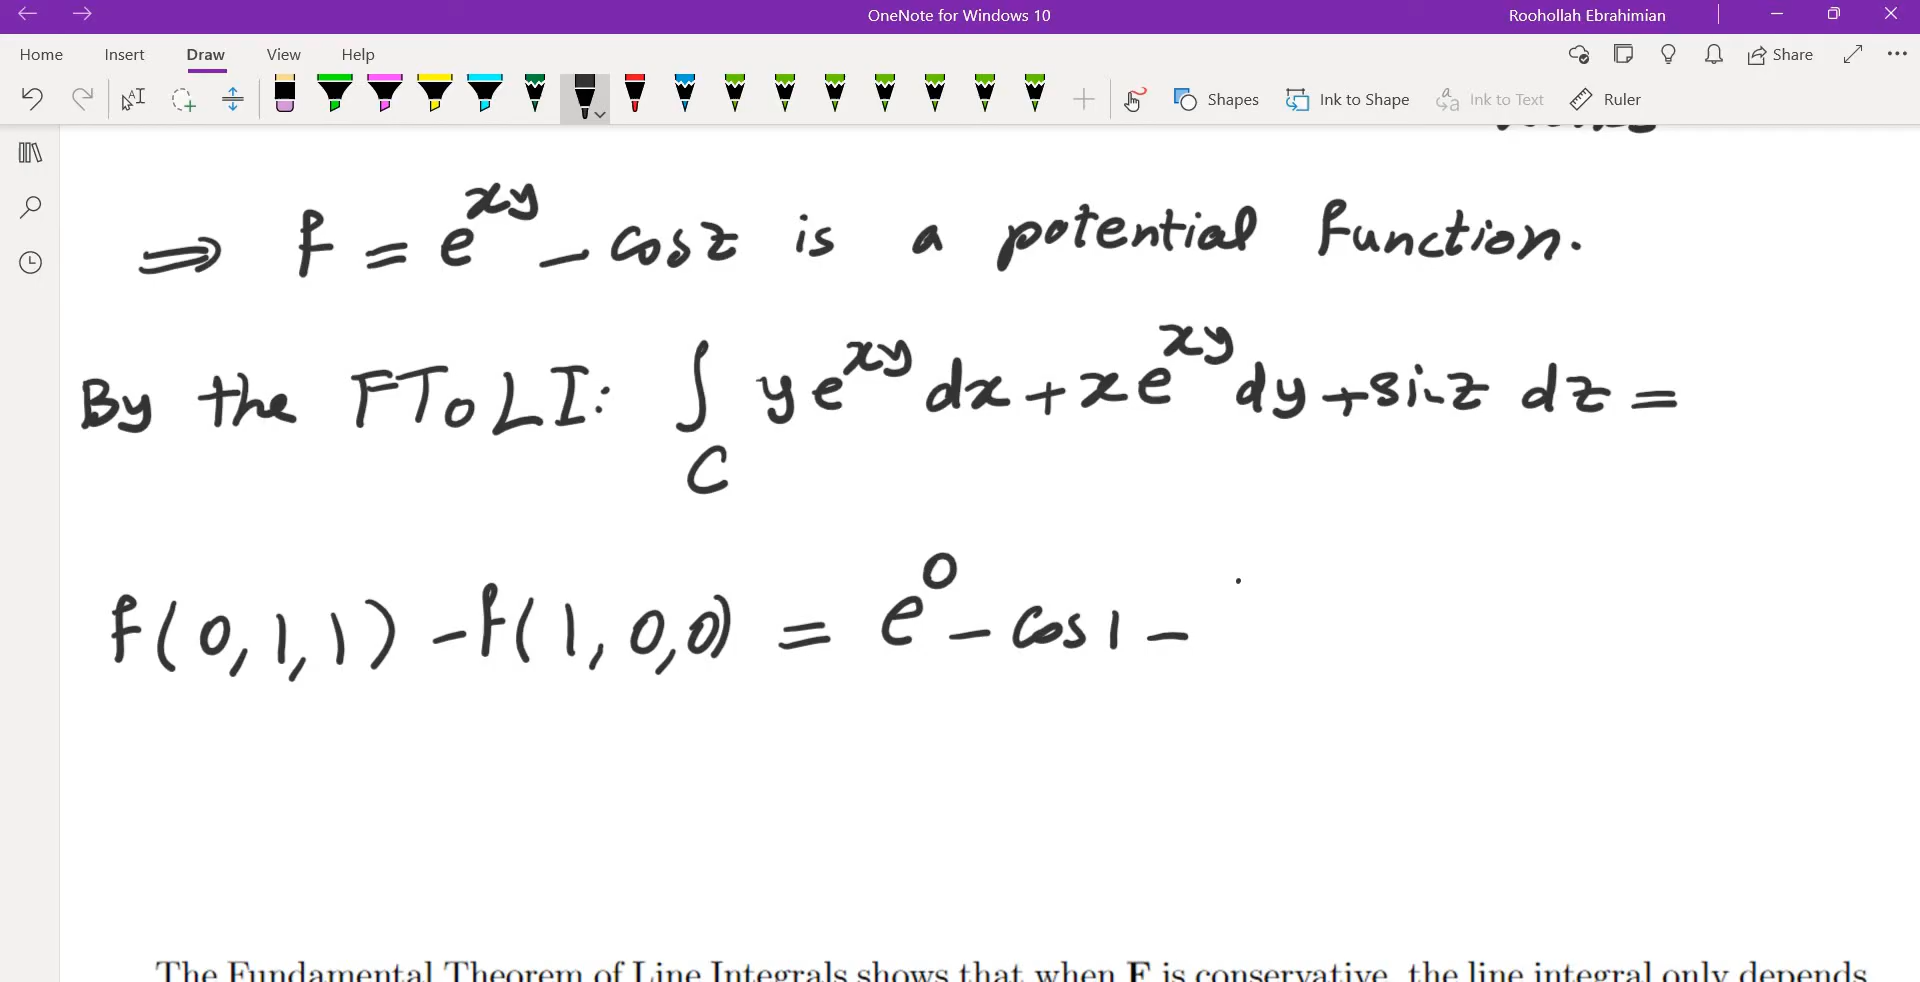 OneNote for Windows 10 Roohollah Ebrahimian
Home Insert Draw View Help Share
Shapes Ink to Shape Ink to Text Ruler
⟹ f = e^{xy} - cos z is a potential function.
By the FToLI: ∫_C ye^{xy} dx + xe^{xy} dy + sin z dz =
f(0,1,1) - f(1,0,0) = e^0 - cos 1 -
The Fundamental Theorem of Line Integrals shows that when F is conservative, the line integral only depends